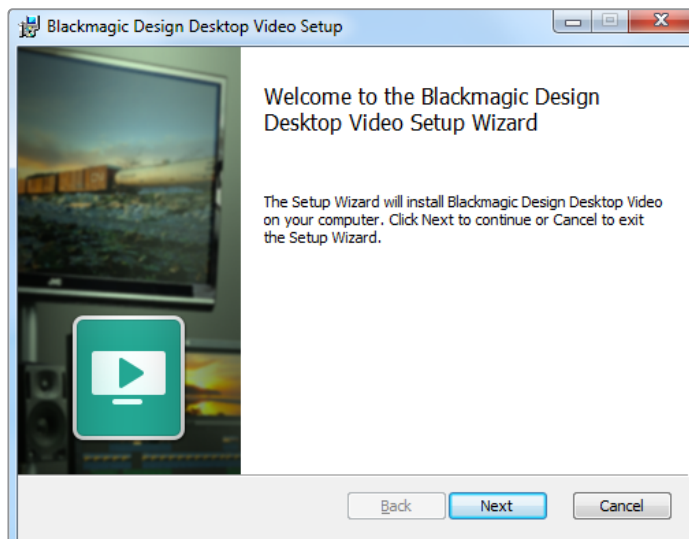 Blackmagic Design Desktop Video Setup
Welcome to the Blackmagic Design
Desktop Video Setup Wizard
The Setup Wizard will install Blackmagic Design Desktop Video
on your computer. Click Next to continue or Cancel to exit
the Setup Wizard.
JVC
Back
Next
Cancel